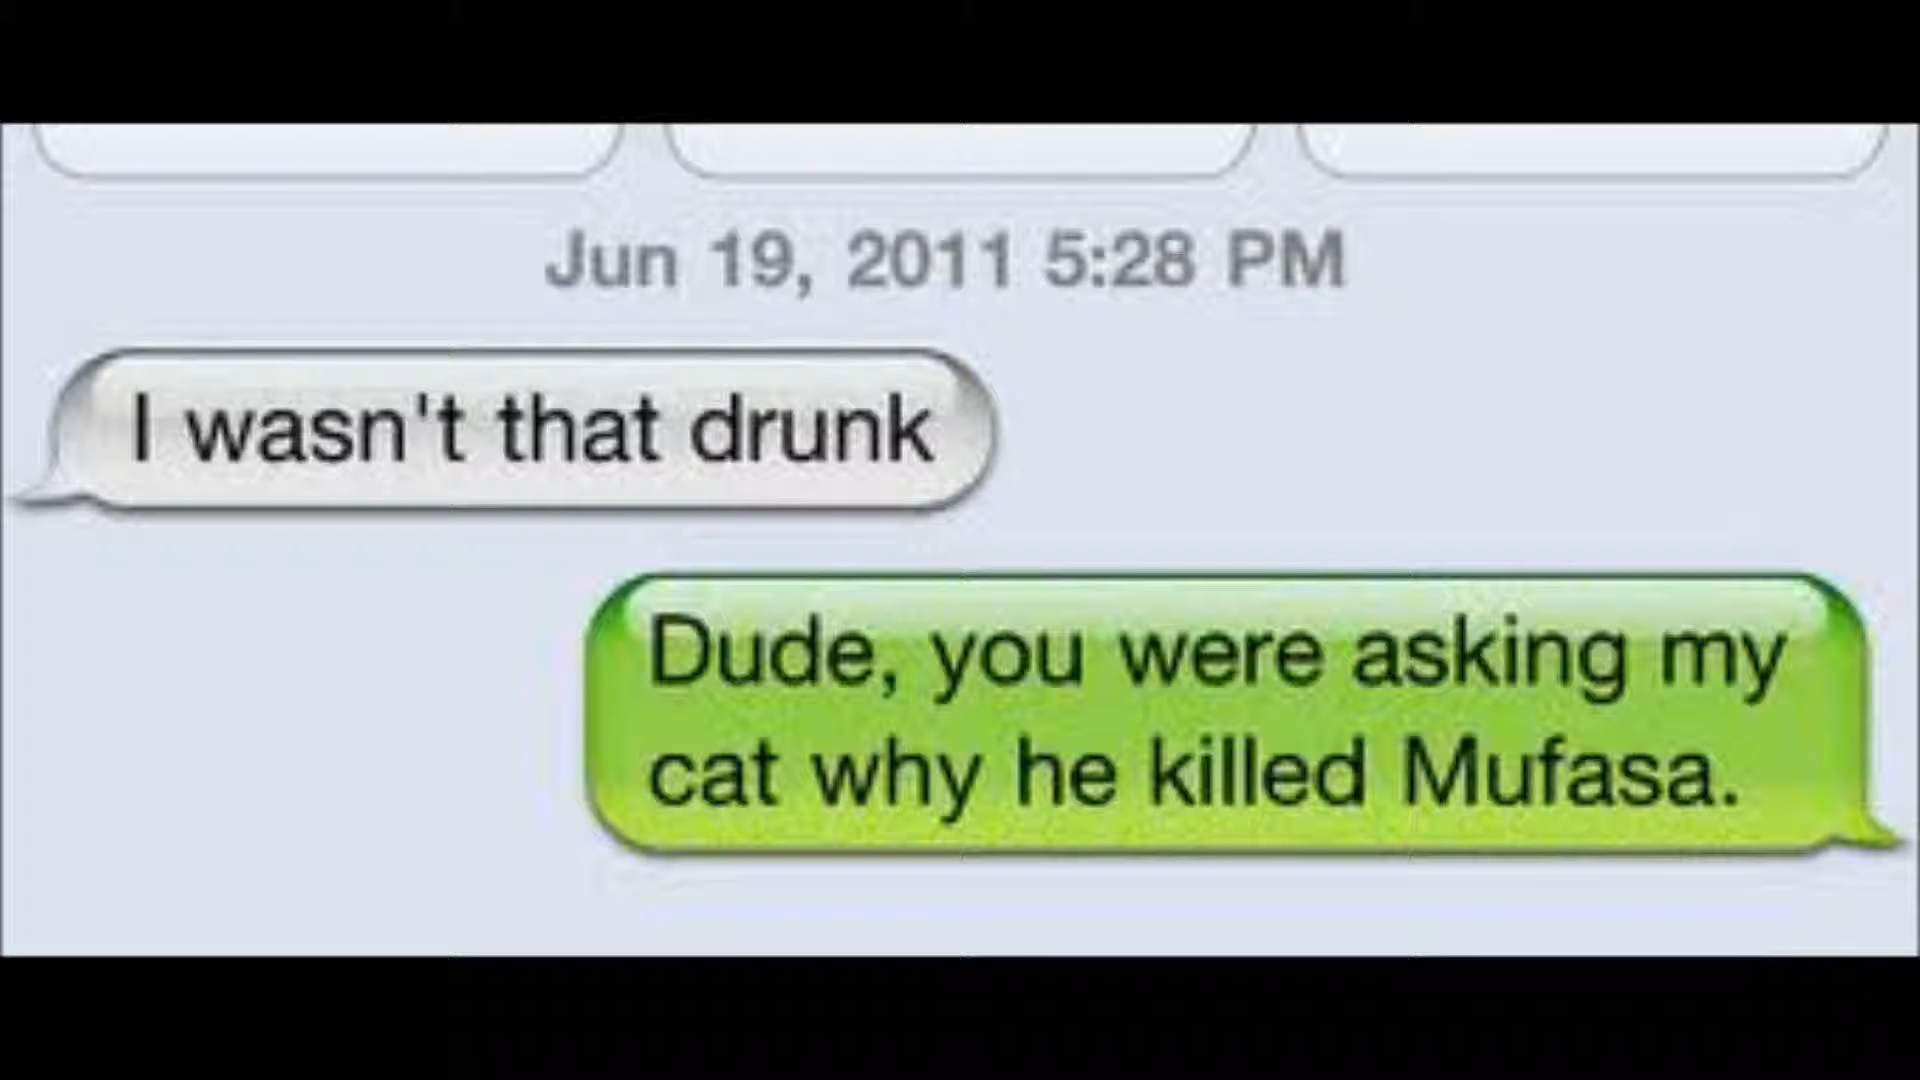 Jun 19, 2011 5:28 PM
I wasn't that drunk
Dude, you were asking my
cat why he killed Mufasa.